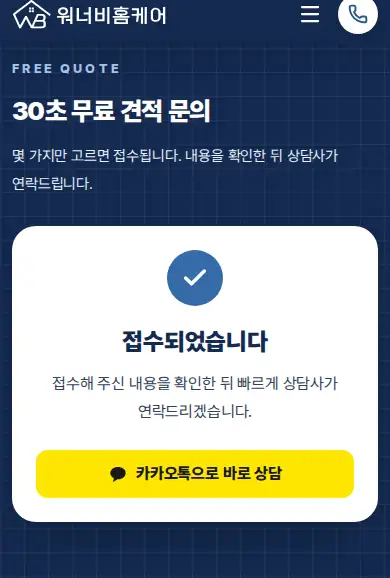 WB 워너비홈케어
FREE QUOTE
30초 무료 견적 문의
몇 가지만 고르면 접수됩니다. 내용을 확인한 뒤 상담사가
연락드립니다.
접수되었습니다
접수해 주신 내용을 확인한 뒤 빠르게 상담사가
연락드리겠습니다.
카카오톡으로 바로 상담